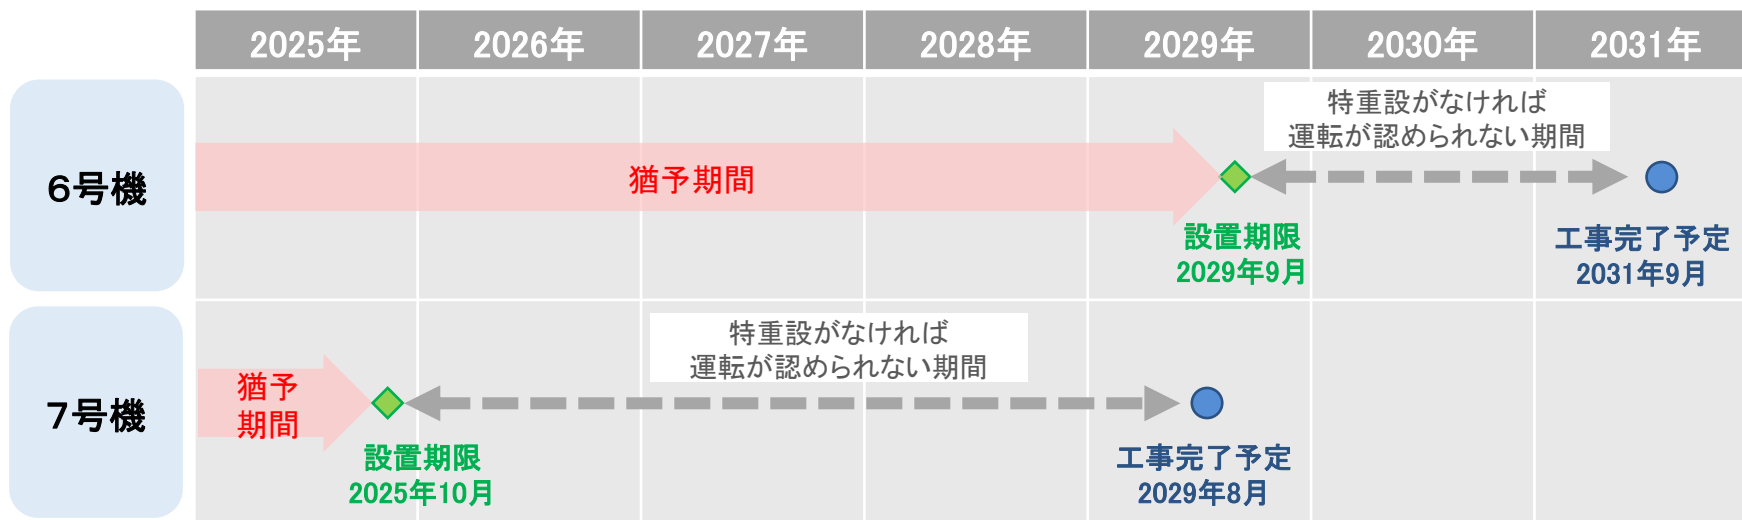 2025年 2026年 2027年 2028年 2029年 2030年 2031年
6号機
猶予期間
特重設がなければ
運転が認められない期間
設置期限
2029年9月
工事完了予定
2031年9月
7号機
猶予
期間
特重設がなければ
運転が認められない期間
設置期限
2025年10月
工事完了予定
2029年8月